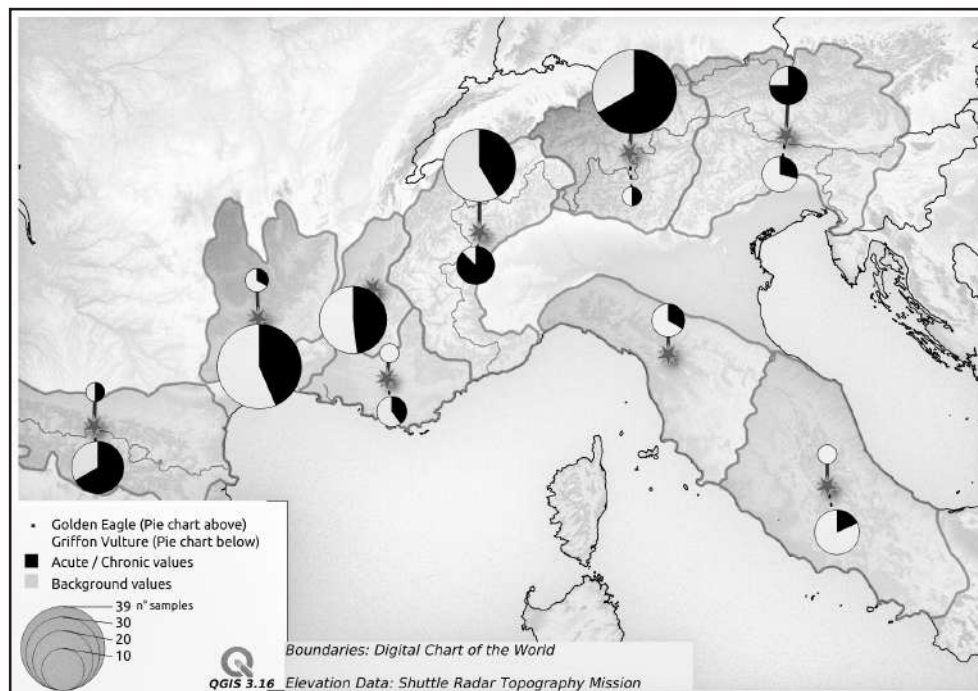 Golden Eagle (Pie chart above)
Griffon Vulture (Pie chart below)
Acute / Chronic values
Background values
39 n° samples
30
20
10
QGIS 3.16
Boundaries: Digital Chart of the World
Elevation Data: Shuttle Radar Topography Mission